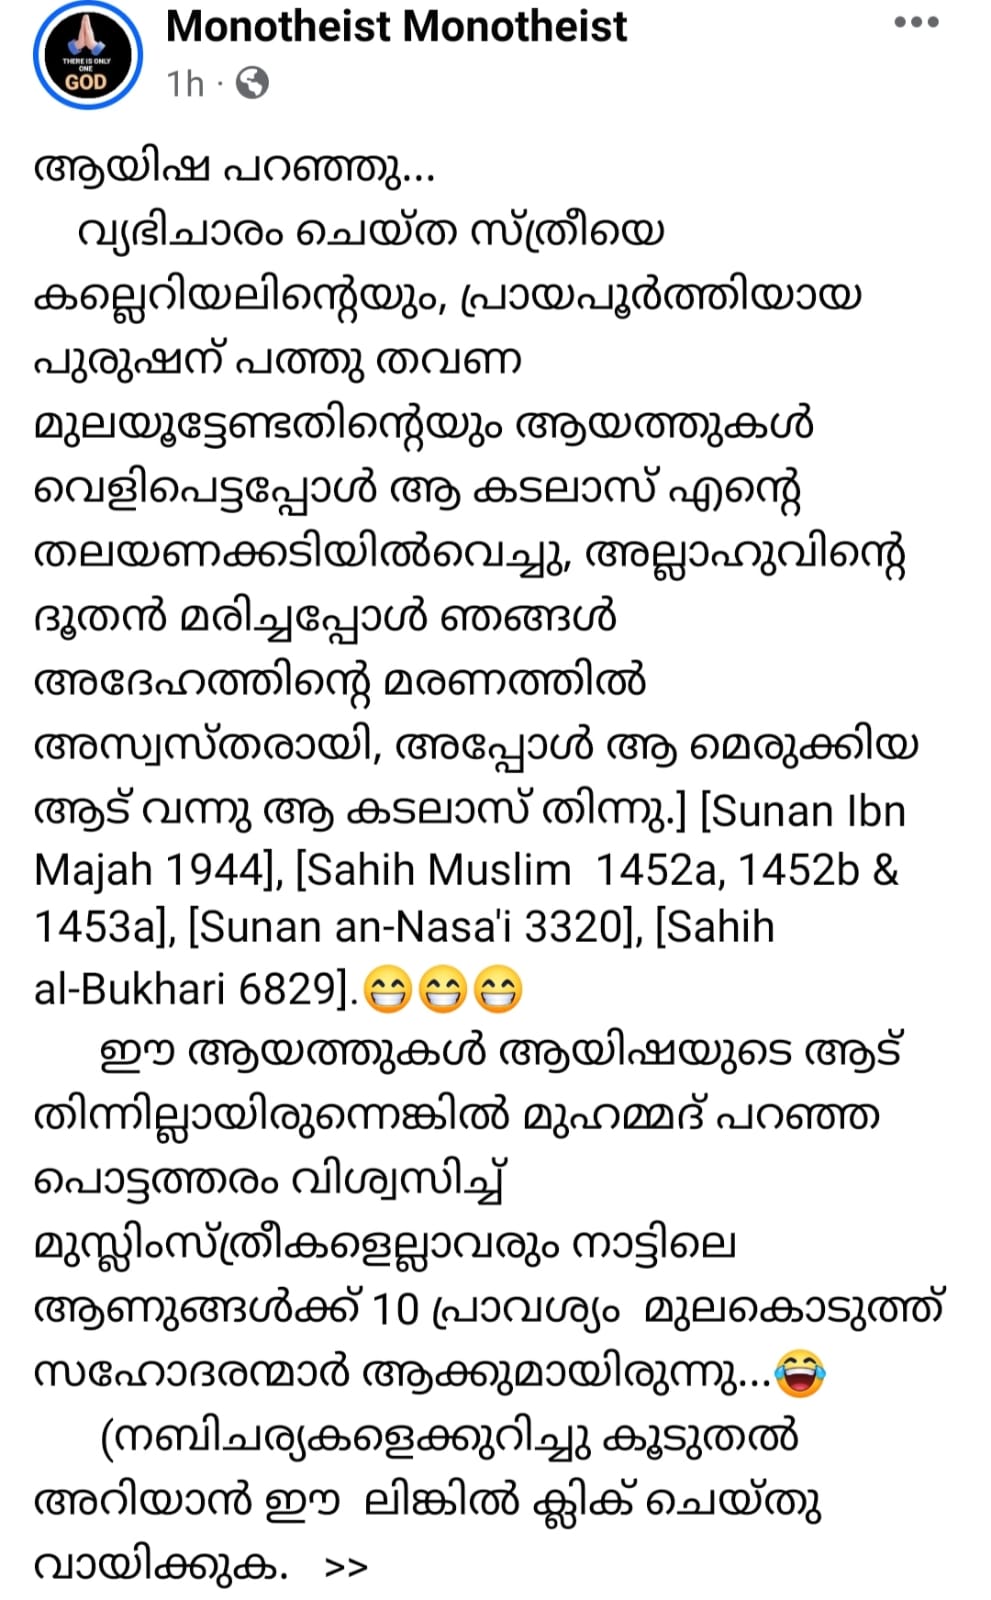 Monotheist Monotheist
THERE IS ONLY
ONE
GOD
1h ·
ആയിഷ പറഞ്ഞു...
വ്യഭിചാരം ചെയ്ത സ്ത്രീയെ
കല്ലെറിയലിന്റെയും, പ്രായപൂർത്തിയായ
പുരുഷന് പത്തു തവണ
മുലയൂട്ടേണ്ടതിന്റെയും ആയത്തുകൾ
വെളിപെട്ടപ്പോൾ ആ കടലാസ് എന്റെ
തലയണക്കടിയിൽവെച്ചു, അല്ലാഹുവിന്റെ
ദൂതൻ മരിച്ചപ്പോൾ ഞങ്ങൾ
അദേഹത്തിന്റെ മരണത്തിൽ
അസ്വസ്തരായി, അപ്പോൾ ആ മെരുക്കിയ
ആട് വന്നു ആ കടലാസ് തിന്നു.] [Sunan Ibn
Majah 1944], [Sahih Muslim 1452a, 1452b &
1453a], [Sunan an-Nasa'i 3320], [Sahih
al-Bukhari 6829].😁😁😁
ഈ ആയത്തുകൾ ആയിഷയുടെ ആട്
തിന്നില്ലായിരുന്നെങ്കിൽ മുഹമ്മദ് പറഞ്ഞ
പൊട്ടത്തരം വിശ്വസിച്ച്
മുസ്ലിംസ്ത്രീകളെല്ലാവരും നാട്ടിലെ
ആണുങ്ങൾക്ക് 10 പ്രാവശ്യം മുലകൊടുത്ത്
സഹോദരന്മാർ ആക്കുമായിരുന്നു...😂
(നബിചര്യകളെക്കുറിച്ചു കൂടുതൽ
അറിയാൻ ഈ ലിങ്കിൽ ക്ലിക് ചെയ്തു
വായിക്കുക. >>